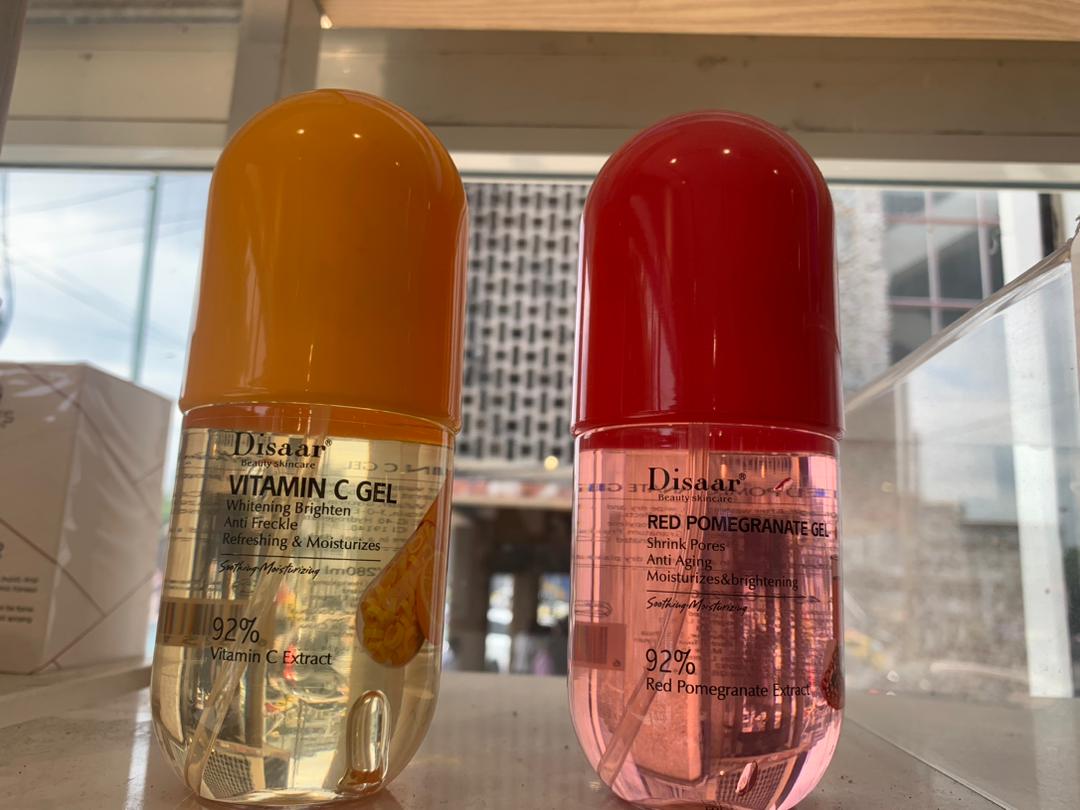 Disaar®
Beauty skincare
VITAMIN C GEL
Whitening Brighten
Anti Freckle
Refreshing & Moisturizes
Soothing Moisturizing
92%
Vitamin C Extract
280ml
Disaar®
Beauty skincare
RED POMEGRANATE GEL
Shrink Pores
Anti Aging
Moisturizes&brightening
Soothing Moisturizing
92%
Red Pomegranate Extract